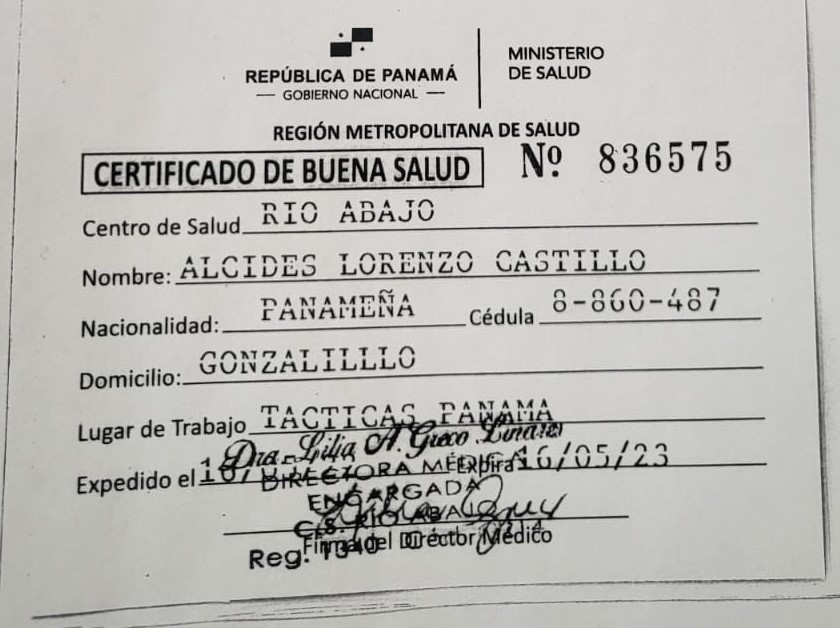 REPÚBLICA DE PANAMÁ
— GOBIERNO NACIONAL —
MINISTERIO
DE SALUD
REGIÓN METROPOLITANA DE SALUD
CERTIFICADO DE BUENA SALUD Nº 836575
Centro de Salud RIO ABAJO
Nombre: ALCIDES LORENZO CASTILLO
Nacionalidad: PANAMEÑA Cédula 8-860-487
Domicilio: GONZALILLLO
Lugar de Trabajo TACTICAS PANAMA
Dra. Lilia A. Greco Linares
Expedido el Expira 16/05/23
DIRECTORA MÉDICA
ENCARGADA
C.S. RIO ABAJO
Firma del Director Médico
Reg.